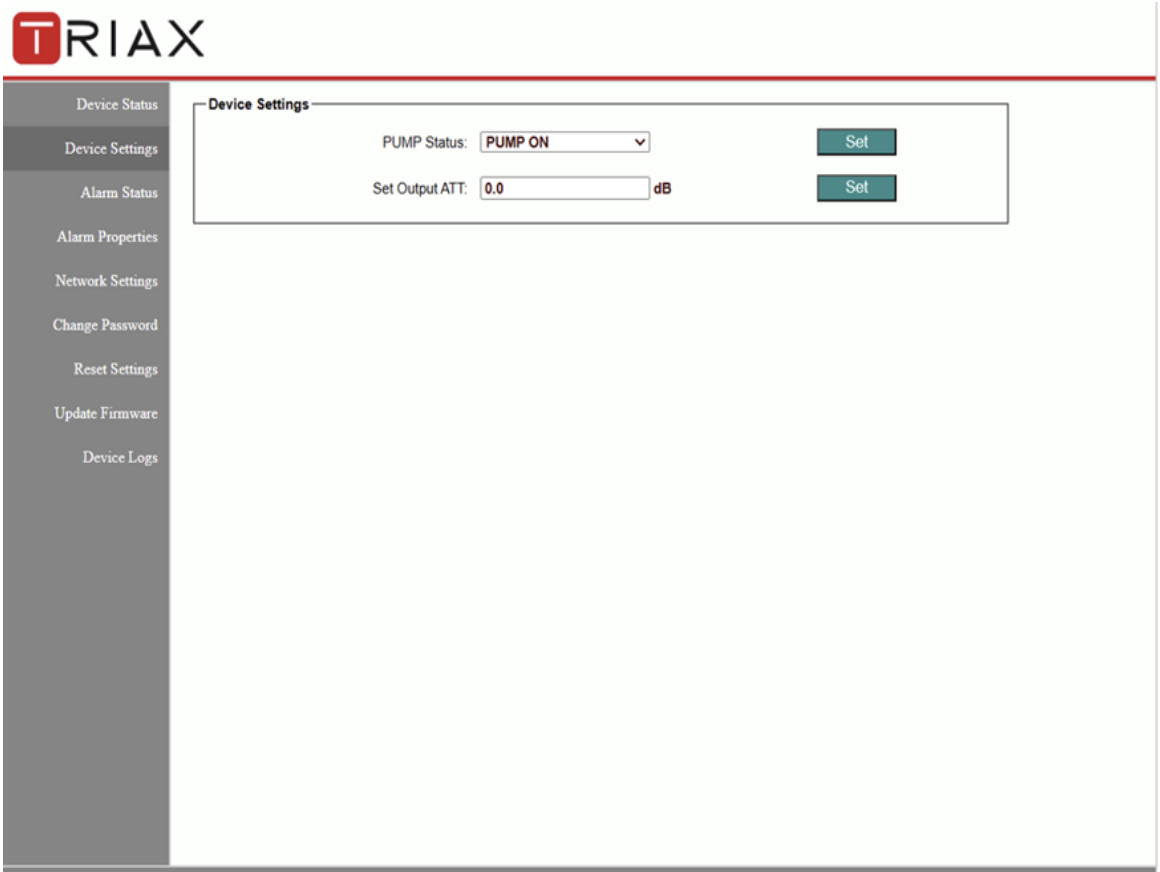 TRIAX
Device Status
Device Settings
Alarm Status
Alarm Properties
Network Settings
Change Password
Reset Settings
Update Firmware
Device Logs
Device Settings
PUMP Status: PUMP ON Set
Set Output ATT: 0.0 dB Set